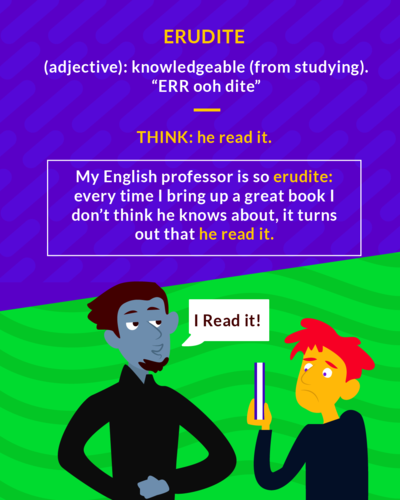 ERUDITE
(adjective): knowledgeable (from studying).
“ERR ooh dite”
THINK: he read it.
My English professor is so erudite:
every time I bring up a great book I
don’t think he knows about, it turns
out that he read it.
I Read it!